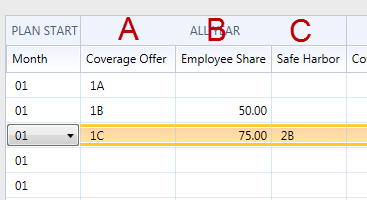 A B C
PLAN START ALL YEAR
Month Coverage Offer Employee Share Safe Harbor Co
01 1A
01 1B 50.00
01 1C 75.00 2B
01
01